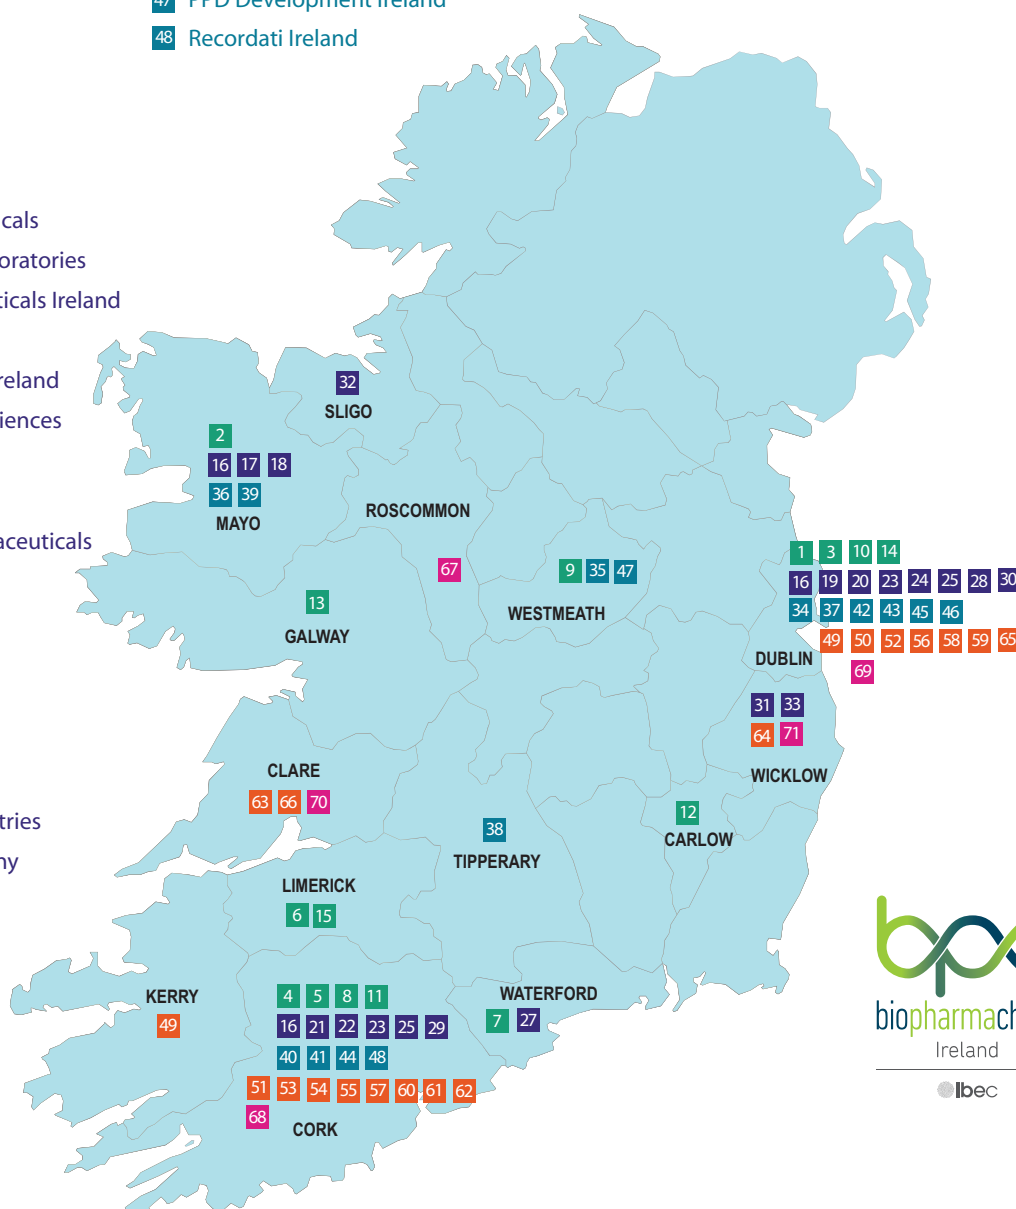 47 PPD Development Ireland
48 Recordati Ireland
cals
oratories
ticals Ireland
reland
iences
aceuticals
tries
ny
32
SLIGO
2
16 17 18
36 39
MAYO
ROSCOMMON
67
9 35 47
WESTMEATH
13
GALWAY
1 3 10 14
16 19 20 23 24 25 28 30
34 37 42 43 45 46
49 50 52 56 58 59 65
69
DUBLIN
31 33
64 71
WICKLOW
CLARE
63 66 70
38
TIPPERARY
12
CARLOW
LIMERICK
6 15
KERRY
49
4 5 8 11
16 21 22 23 25 29
40 41 44 48
51 53 54 55 57 60 61 62
68
CORK
WATERFORD
7 27
bpc
biopharmach
Ireland
Ibec